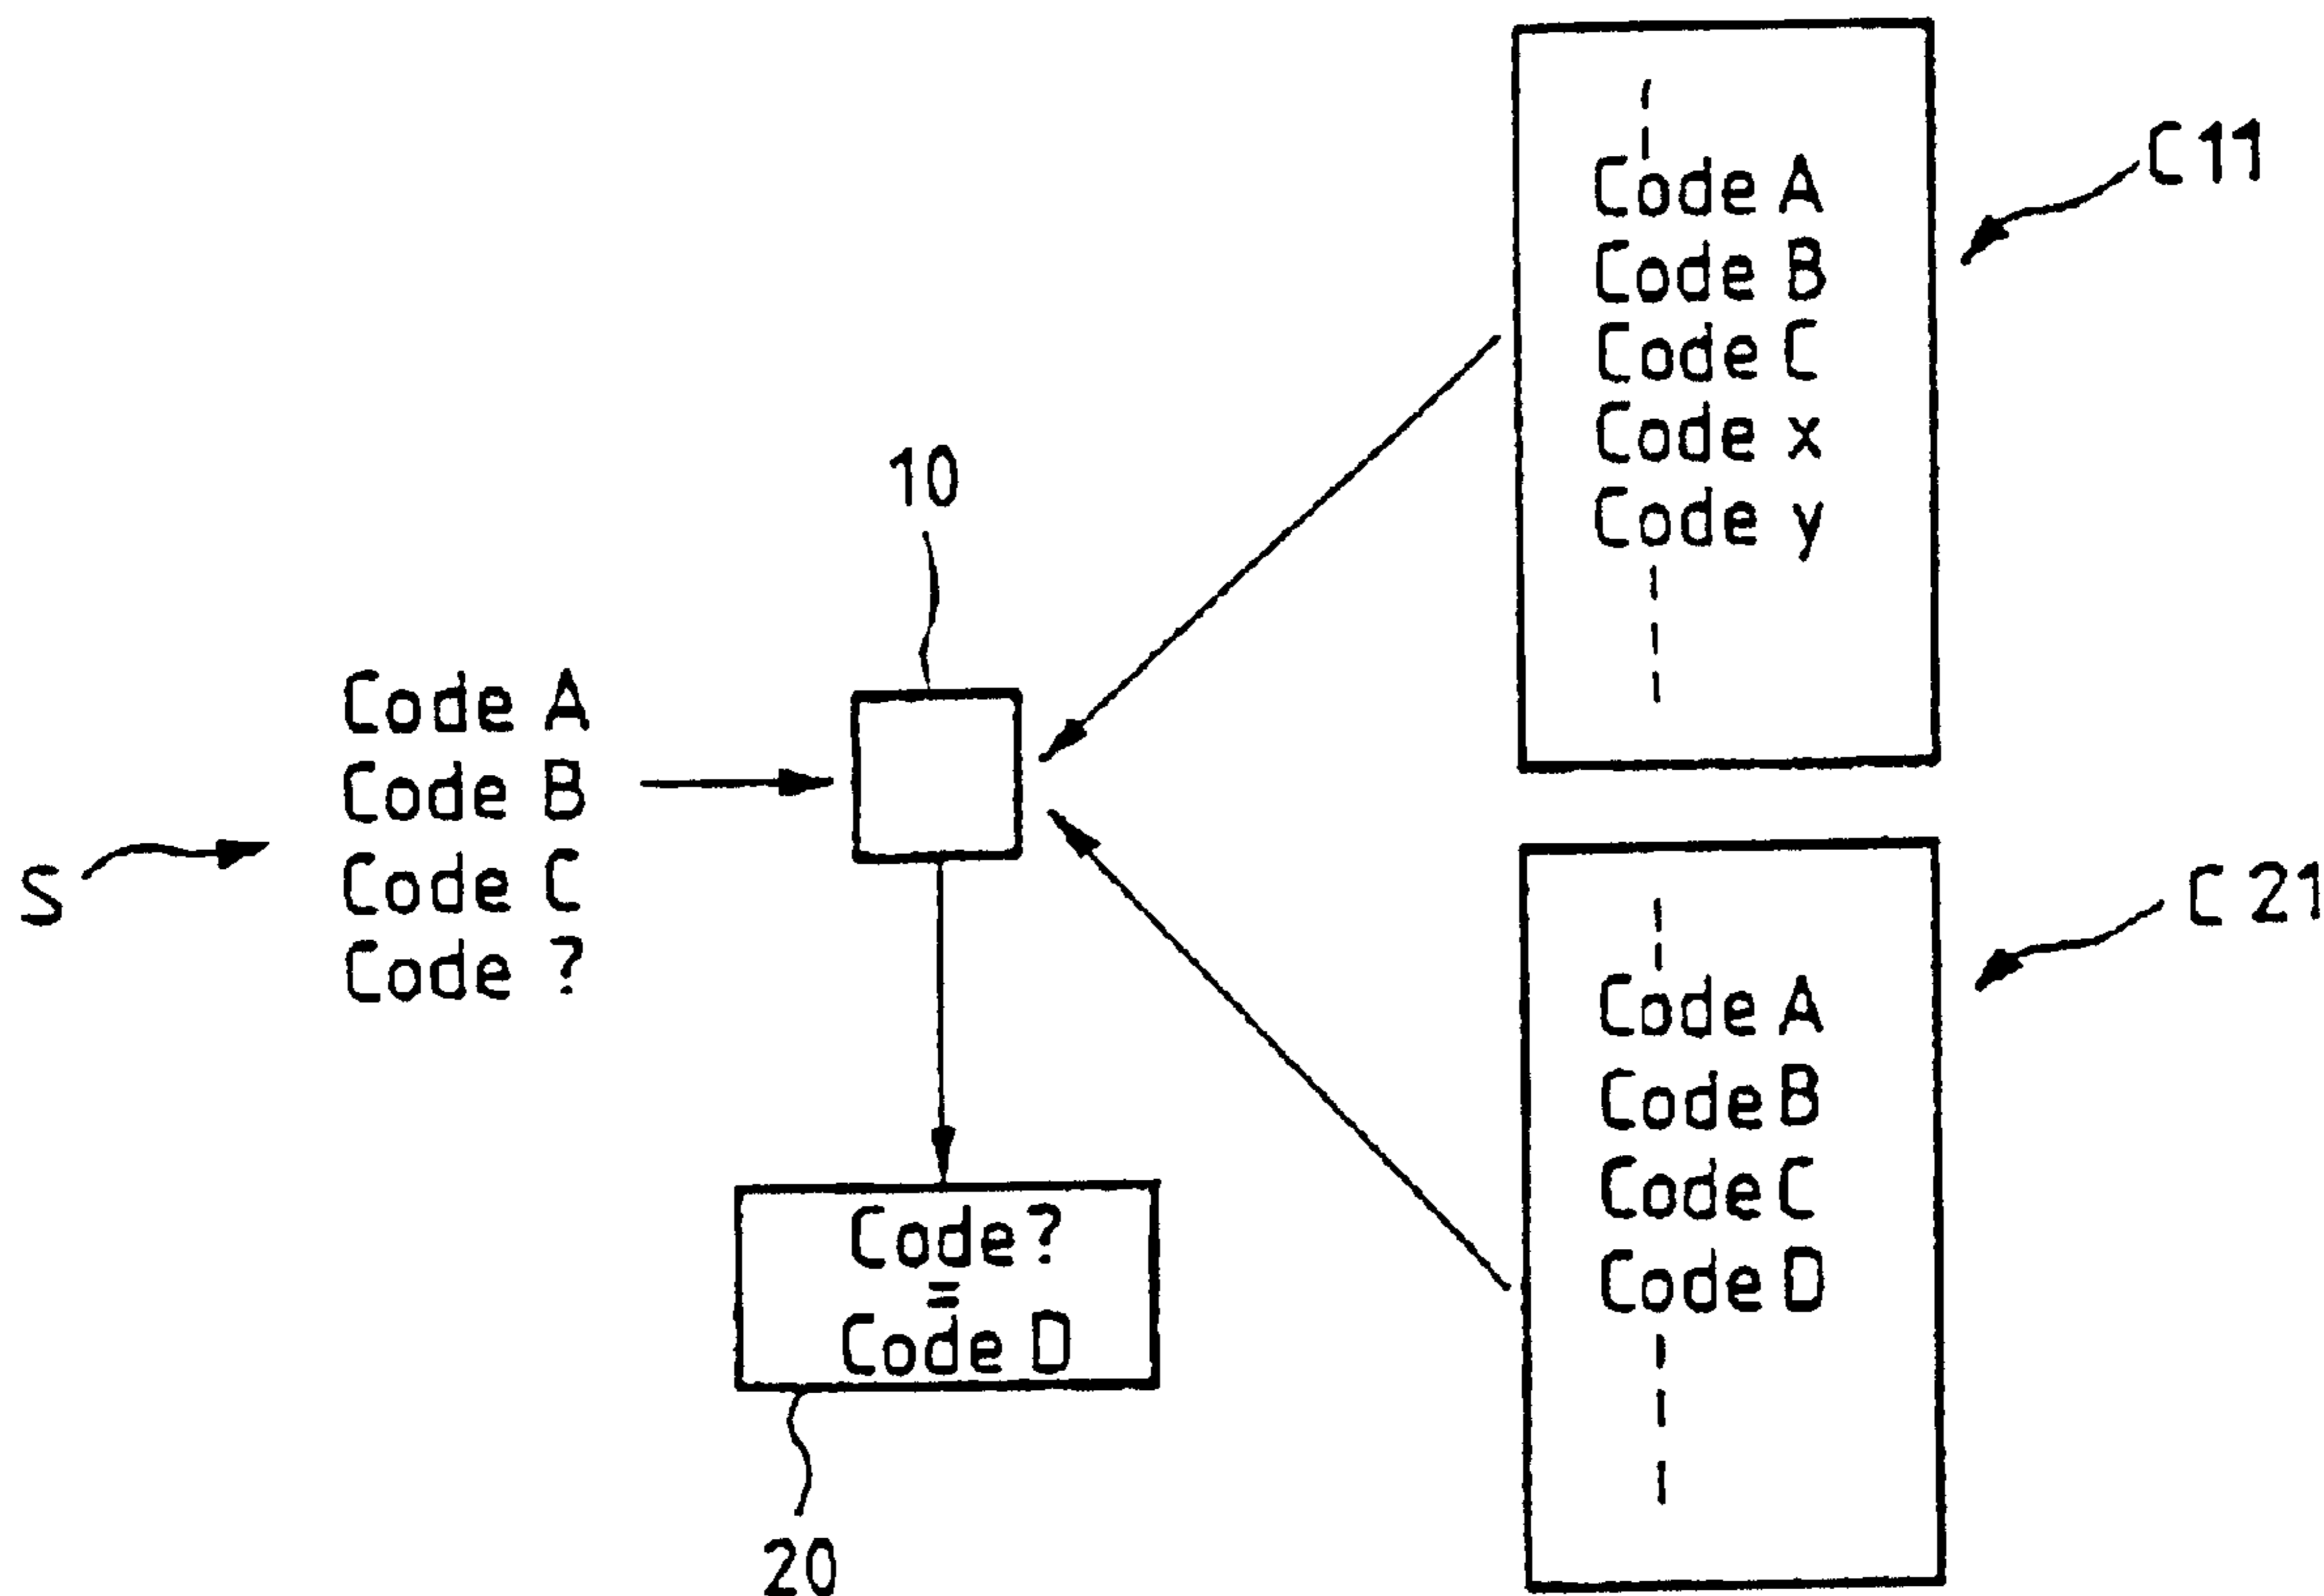 Code A
Code B
Code C
Code x
Code y
C11
10
Code A
Code B
Code C
Code ?
S
Code A
Code B
Code C
Code D
C 21
Code ?
=
Code D
20